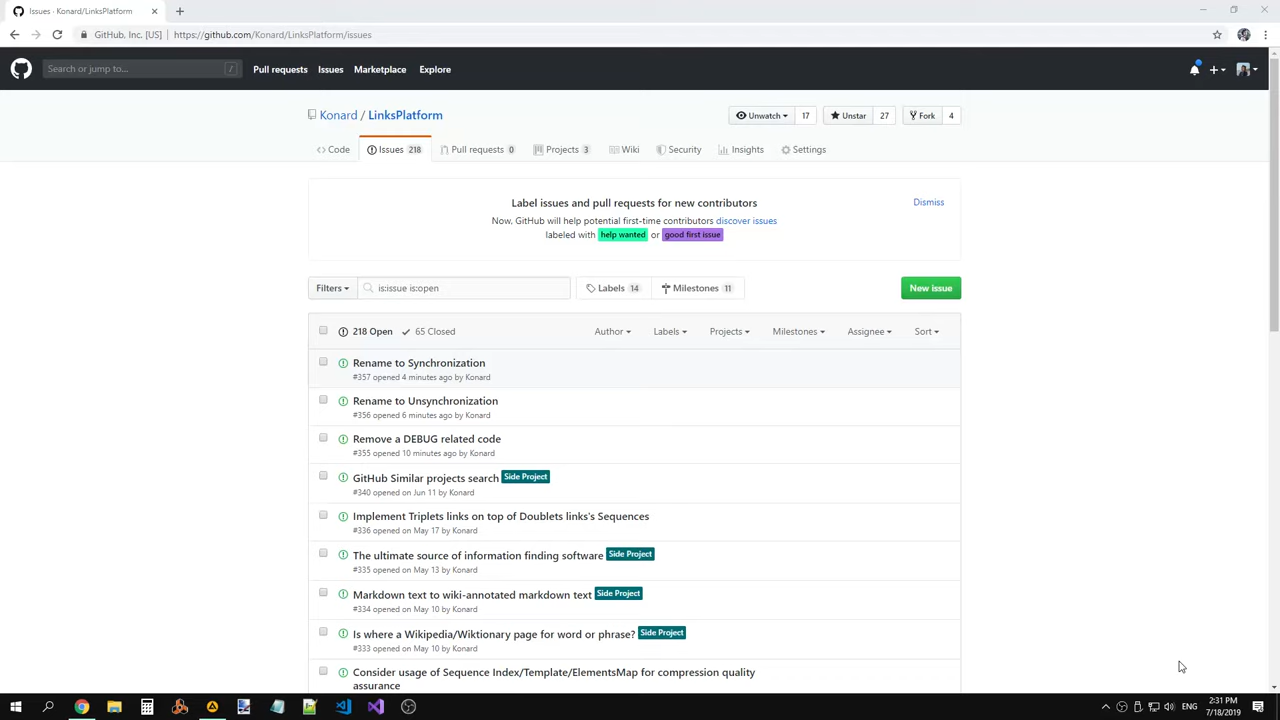 Issues · Konard/LinksPlatform
GitHub, Inc. [US] https://github.com/Konard/LinksPlatform/issues
Search or jump to... / Pull requests Issues Marketplace Explore
Konard / LinksPlatform
Unwatch 17 Unstar 27 Fork 4
Code Issues 218 Pull requests 0 Projects 3 Wiki Security Insights Settings
Label issues and pull requests for new contributors
Dismiss
Now, GitHub will help potential first-time contributors discover issues
labeled with help wanted or good first issue
Filters is:issue is:open Labels 14 Milestones 11 New issue
218 Open 65 Closed Author Labels Projects Milestones Assignee Sort
Rename to Synchronization
#357 opened 4 minutes ago by Konard
Rename to Unsynchronization
#356 opened 6 minutes ago by Konard
Remove a DEBUG related code
#355 opened 10 minutes ago by Konard
GitHub Similar projects search Side Project
#340 opened on Jun 11 by Konard
Implement Triplets links on top of Doublets links's Sequences
#336 opened on May 17 by Konard
The ultimate source of information finding software Side Project
#335 opened on May 13 by Konard
Markdown text to wiki-annotated markdown text Side Project
#334 opened on May 10 by Konard
Is where a Wikipedia/Wiktionary page for word or phrase? Side Project
#333 opened on May 10 by Konard
Consider usage of Sequence Index/Template/ElementsMap for compression quality
assurance
ENG
2:31 PM
7/18/2019